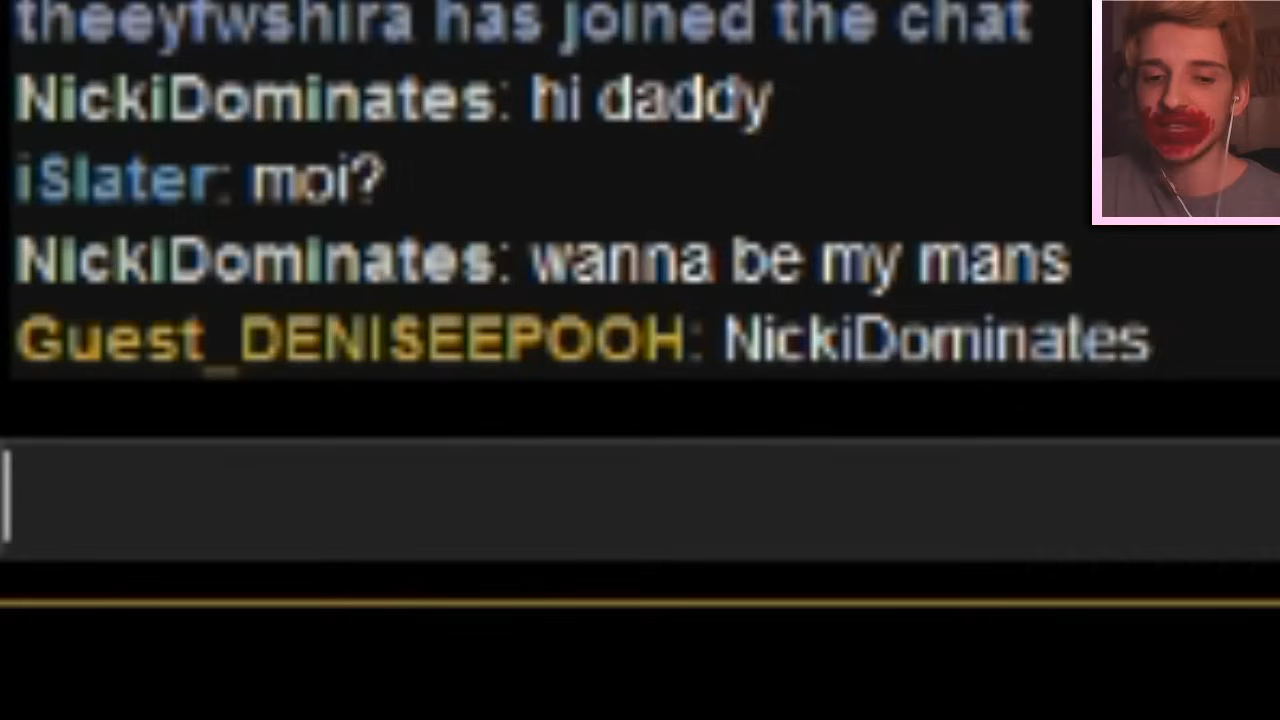 theeyfwshira has joined the chat
NickiDominates: hi daddy
iSlater: moi?
NickiDominates: wanna be my mans
Guest_DENISEEPOOH: NickiDominates